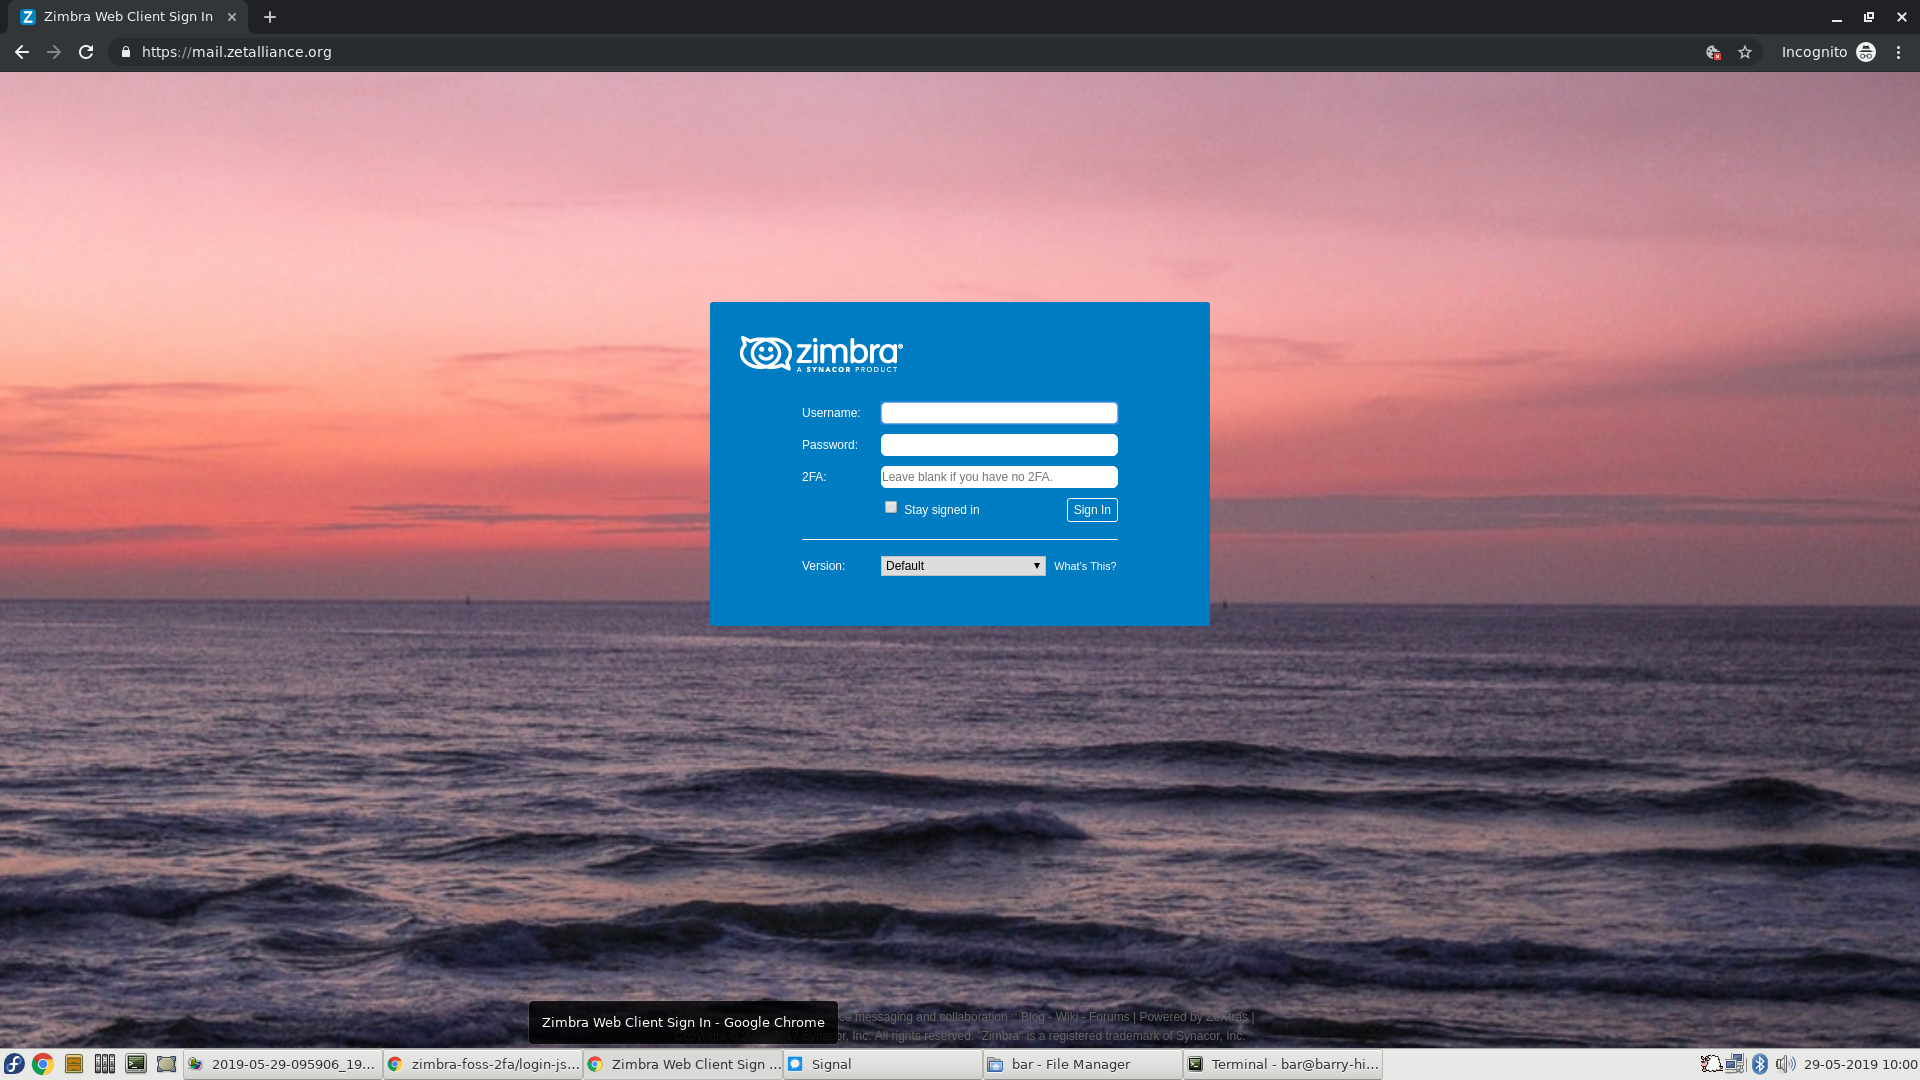 Zimbra Web Client Sign In
https://mail.zetalliance.org
Incognito
zimbra®
A SYNACOR PRODUCT
Username:
Password:
2FA: Leave blank if you have no 2FA.
Stay signed in Sign In
Version: Default What's This?
messaging and collaboration :: Blog - Wiki - Forums | Powered by Zextras |
Zimbra Web Client Sign In - Google Chrome
Inc. All rights reserved. "Zimbra" is a registered trademark of Synacor, Inc.
2019-05-29-095906_19... zimbra-foss-2fa/login-js... Zimbra Web Client Sign ... Signal bar - File Manager Terminal - bar@barry-hi... 29-05-2019 10:00